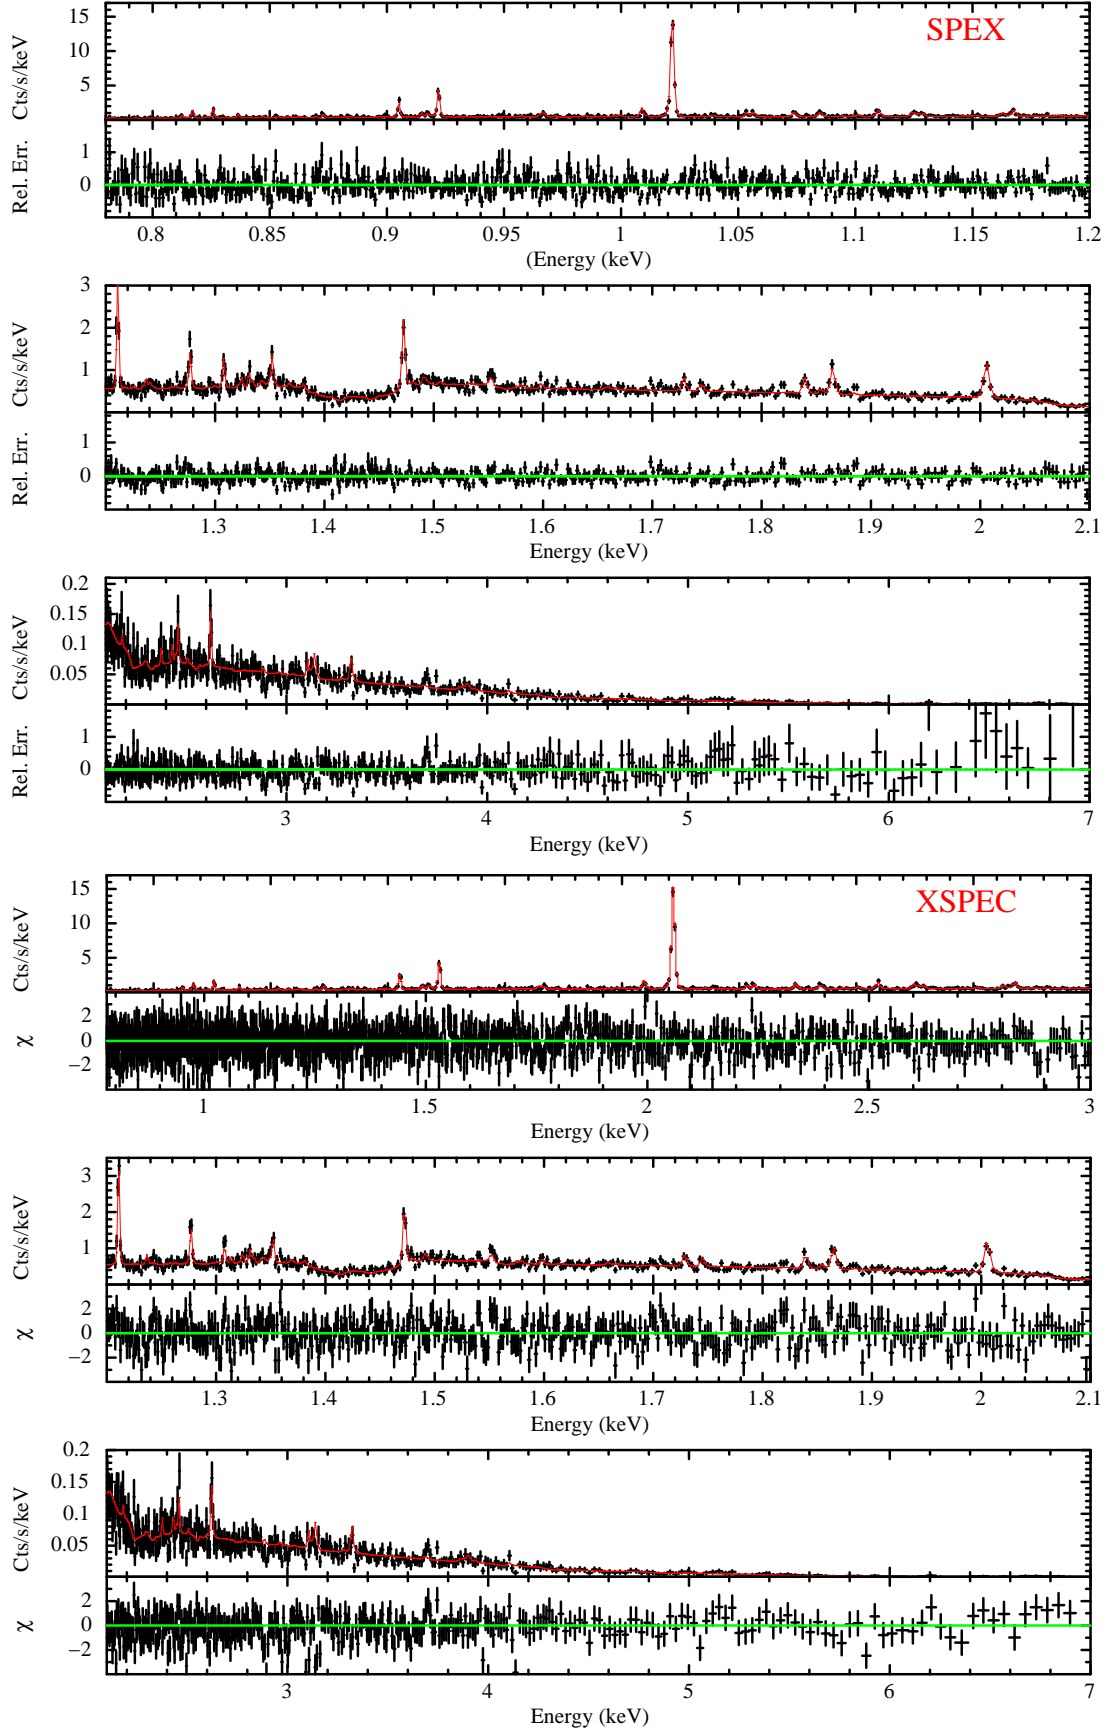 SPEX
Cts/s/keV
15
10
5
Rel. Err.
1
0
0.8 0.85 0.9 0.95 1 1.05 1.1 1.15 1.2
(Energy (keV)
Cts/s/keV
3
2
1
Rel. Err.
1
0
1.3 1.4 1.5 1.6 1.7 1.8 1.9 2 2.1
Energy (keV)
Cts/s/keV
0.2
0.15
0.1
0.05
Rel. Err.
1
0
3 4 5 6 7
Energy (keV)
XSPEC
Cts/s/keV
15
10
5
χ
2
0
−2
1 1.5 2 2.5 3
Energy (keV)
Cts/s/keV
3
2
1
χ
2
0
−2
1.3 1.4 1.5 1.6 1.7 1.8 1.9 2 2.1
Energy (keV)
Cts/s/keV
0.2
0.15
0.1
0.05
χ
2
0
−2
3 4 5 6 7
Energy (keV)